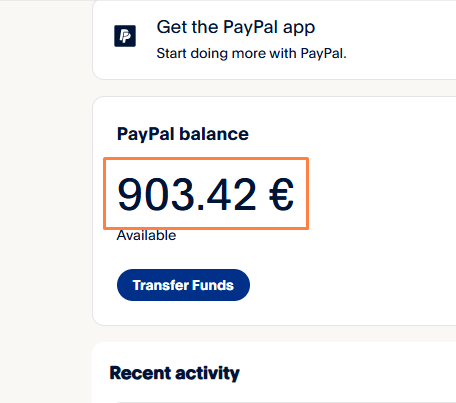 Get the PayPal app
Start doing more with PayPal.
PayPal balance
903.42 €
Available
Transfer Funds
Recent activity